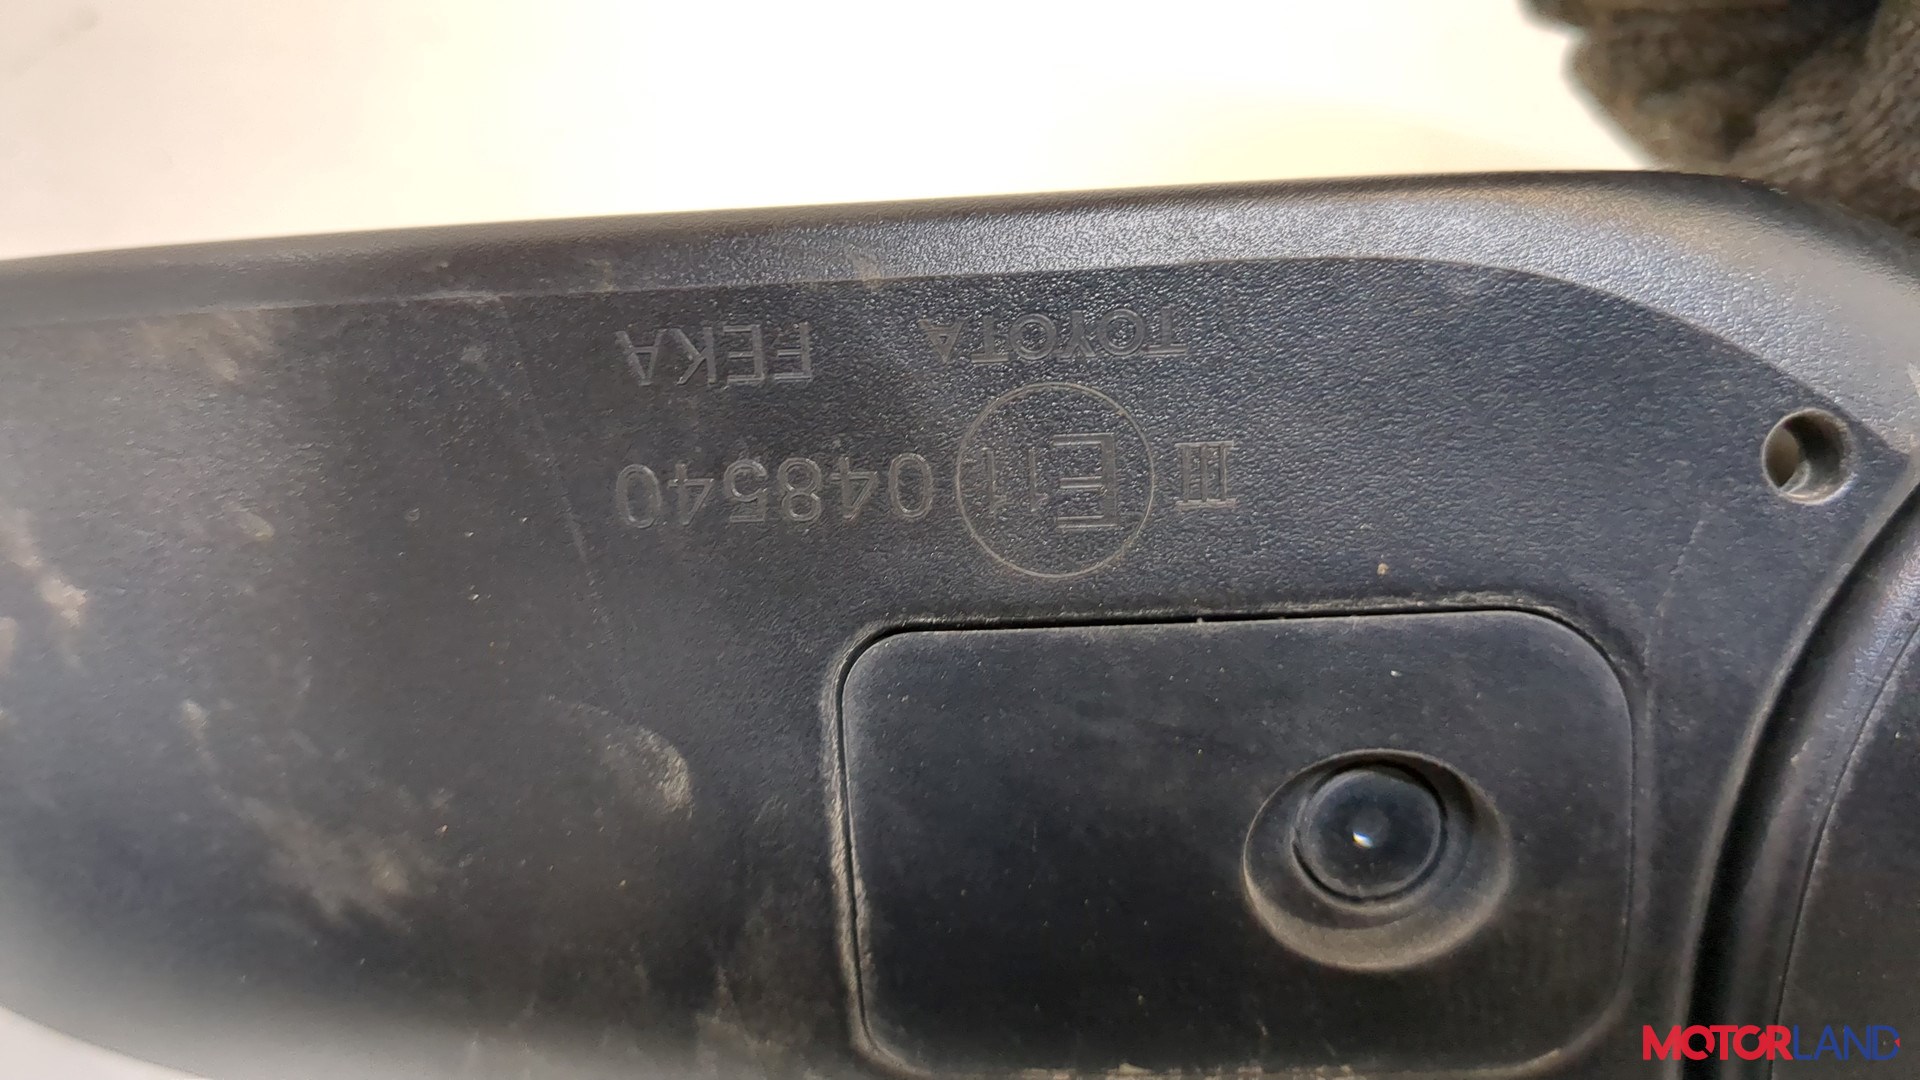 III E11 048540
TOYOTA FEKA
MOTORLAND